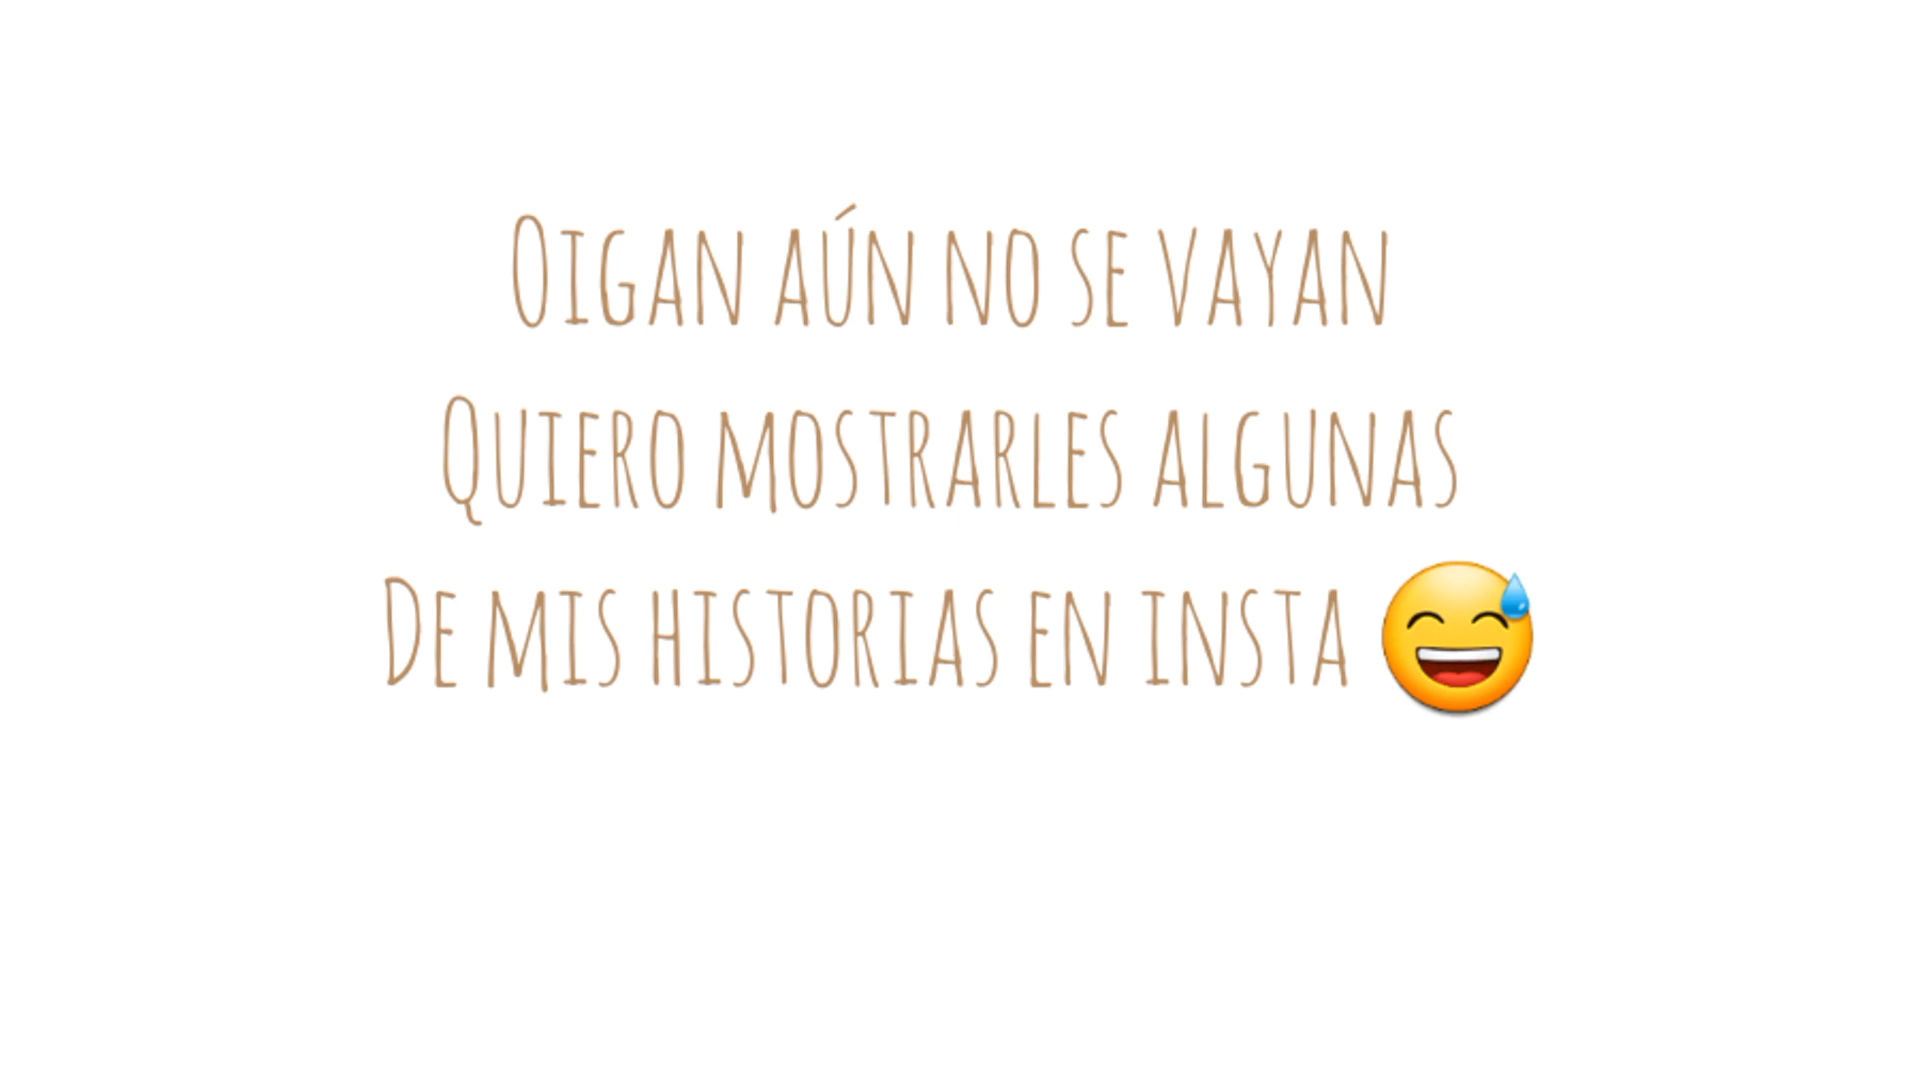 Oigan aún no se vayan
Quiero mostrarles algunas
De mis historias en insta 😅